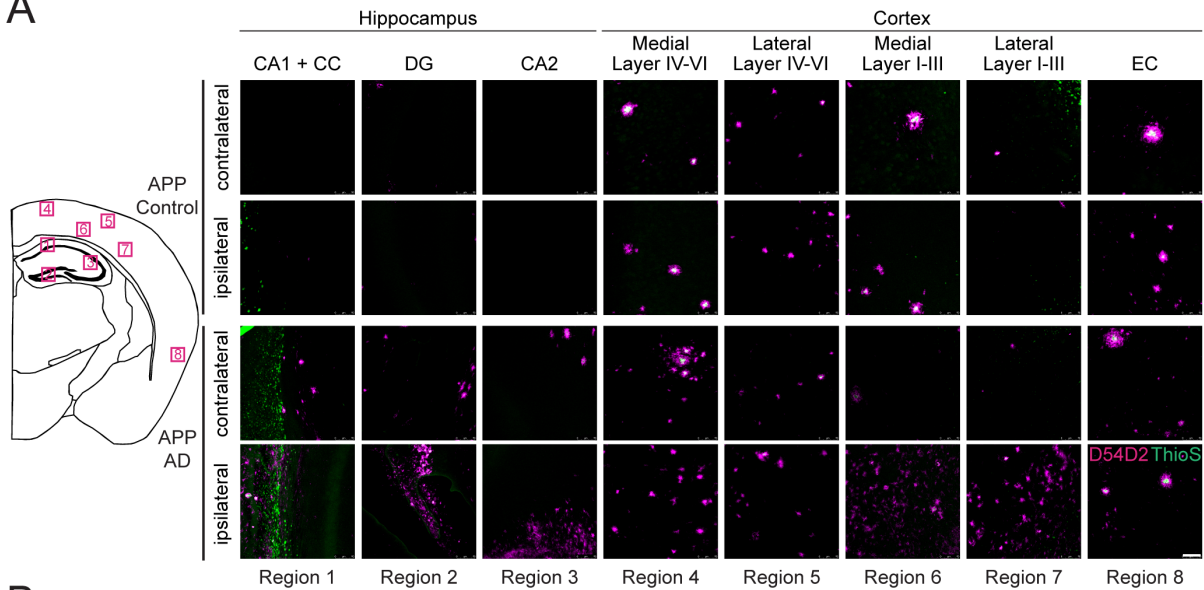 A
Hippocampus
Cortex
CA1 + CC
DG
CA2
Medial
Layer IV-VI
Lateral
Layer IV-VI
Medial
Layer I-III
Lateral
Layer I-III
EC
APP
Control
contralateral
ipsilateral
APP
AD
contralateral
ipsilateral
4
5
6
7
1
3
2
8
D54D2 ThioS
Region 1
Region 2
Region 3
Region 4
Region 5
Region 6
Region 7
Region 8